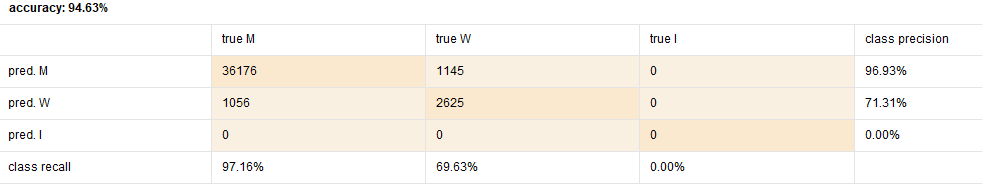 accuracy: 94.63%
true M true W true I class precision
pred. M 36176 1145 0 96.93%
pred. W 1056 2625 0 71.31%
pred. I 0 0 0 0.00%
class recall 97.16% 69.63% 0.00%